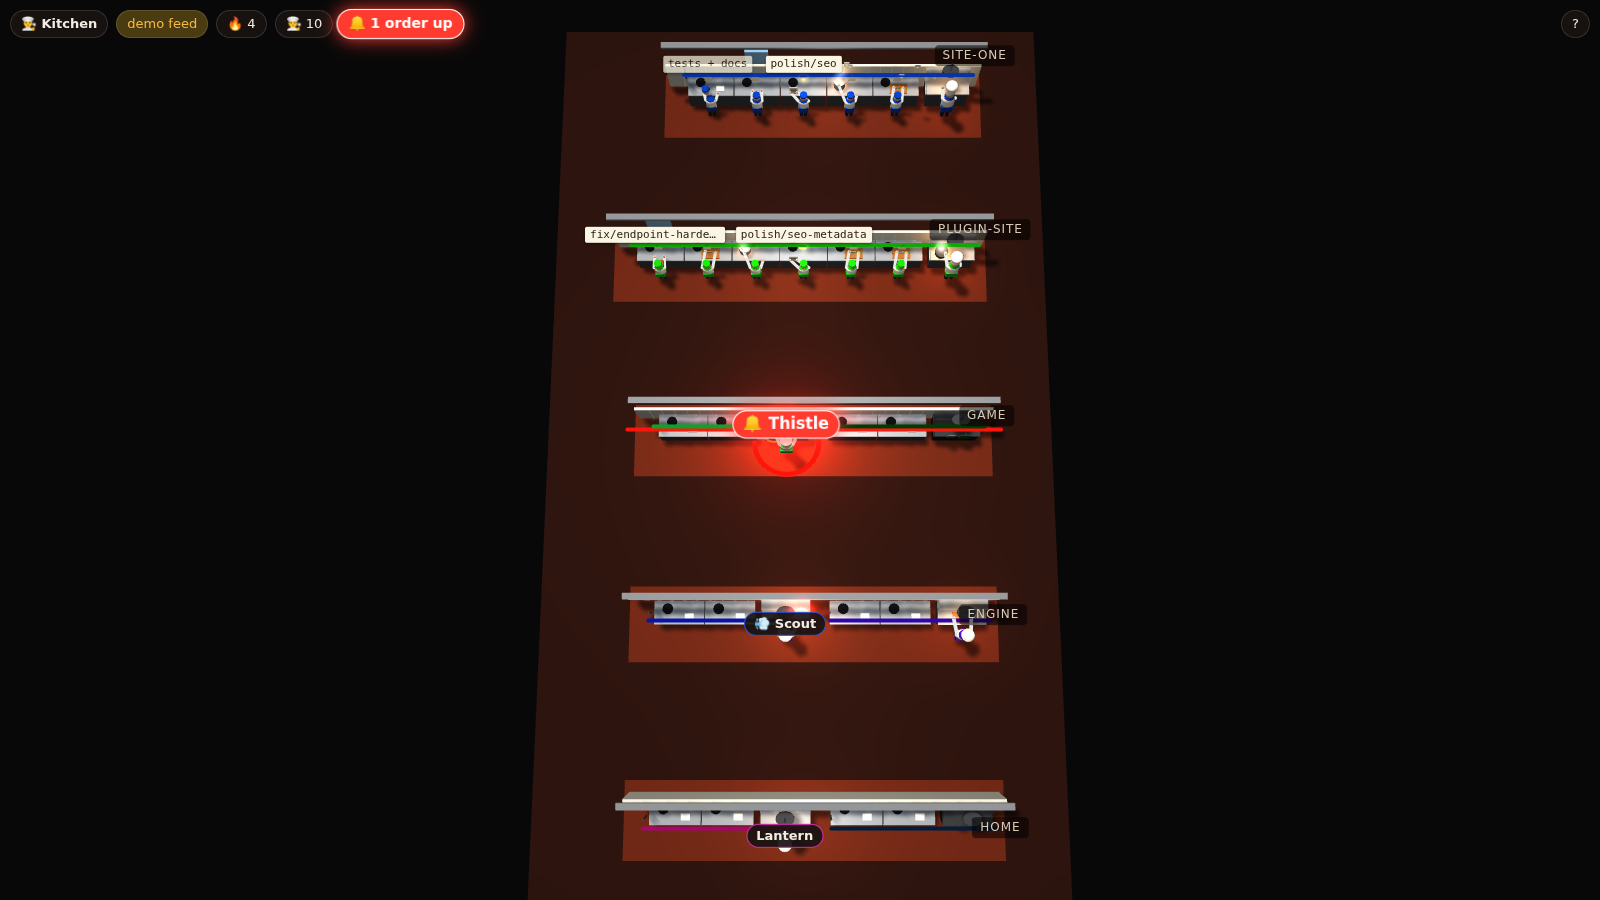 Kitchen
demo feed
4
10
1 order up
?
SITE-ONE
tests + docs
polish/seo
PLUGIN-SITE
fix/endpoint-harde…
polish/seo-metadata
GAME
Thistle
ENGINE
Scout
HOME
Lantern